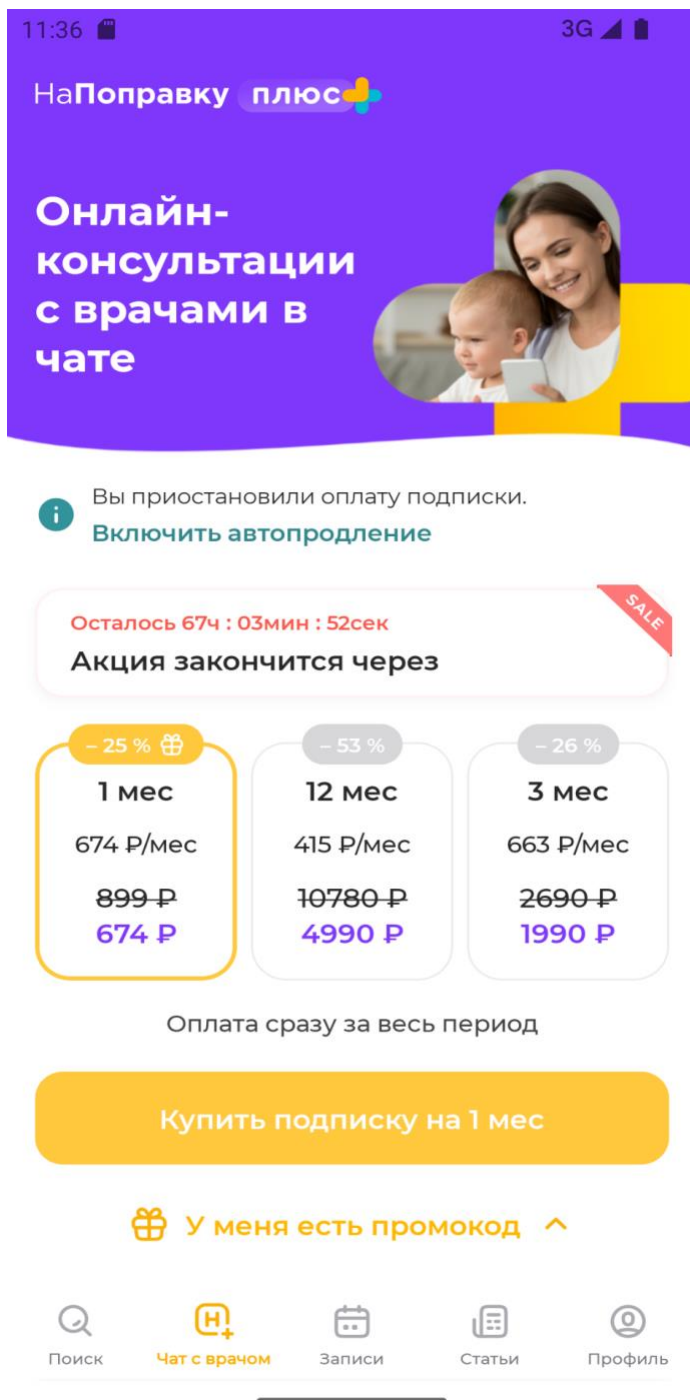 11:36 3G
НаПоправку плюс
Онлайн-
консультации
с врачами в
чате
Вы приостановили оплату подписки.
Включить автопродление
SALE
Осталось 67ч : 03мин : 52сек
Акция закончится через
– 25 % – 53 % – 26 %
1 мес 12 мес 3 мес
674 ₽/мес 415 ₽/мес 663 ₽/мес
899 ₽ 10780 ₽ 2690 ₽
674 ₽ 4990 ₽ 1990 ₽
Оплата сразу за весь период
Купить подписку на 1 мес
У меня есть промокод
Поиск Чат с врачом Записи Статьи Профиль